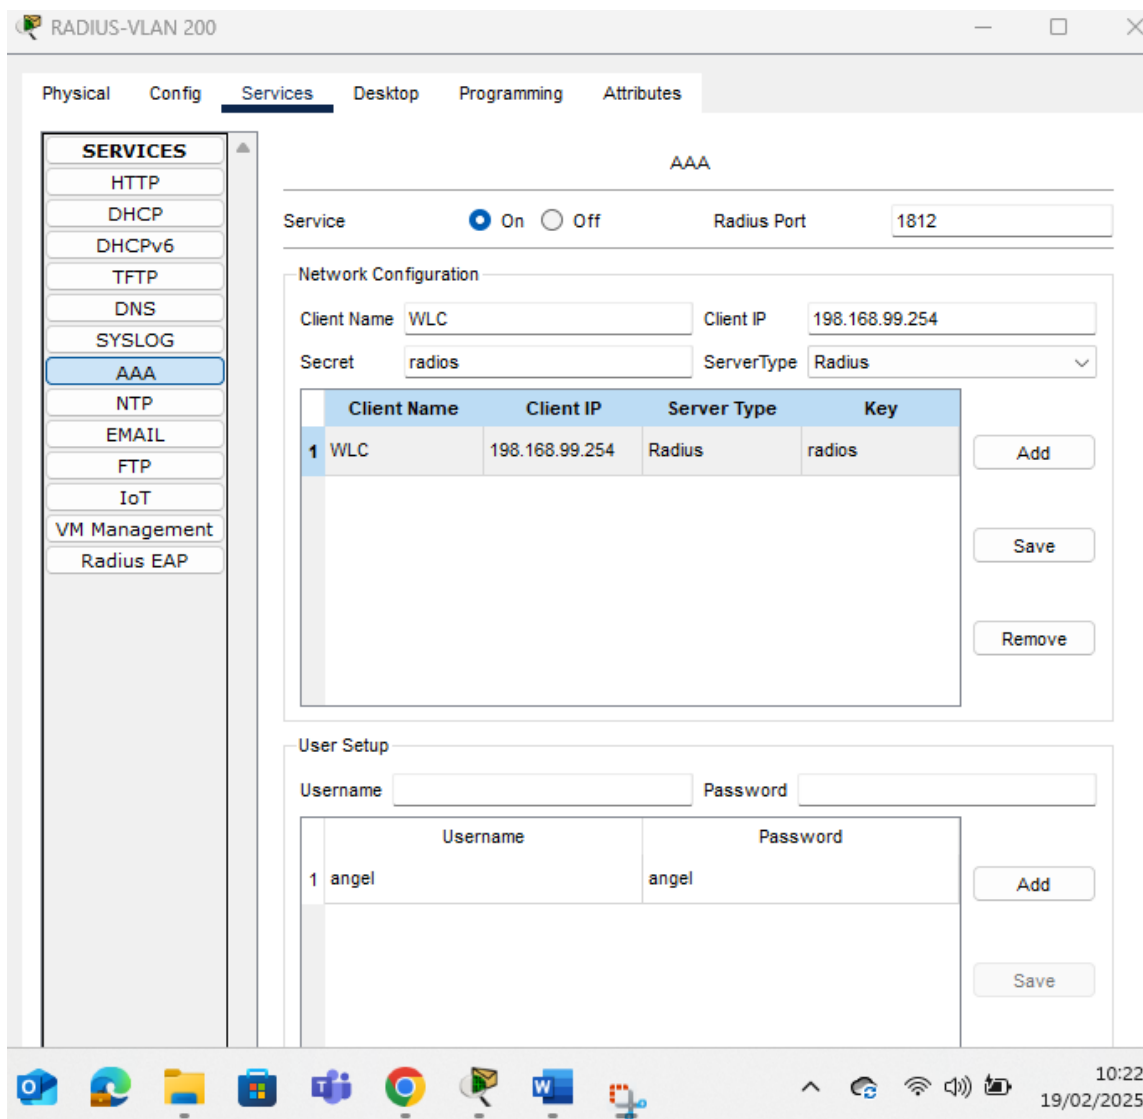 RADIUS-VLAN 200
Physical Config Services Desktop Programming Attributes
SERVICES
HTTP
DHCP
DHCPv6
TFTP
DNS
SYSLOG
AAA
NTP
EMAIL
FTP
IoT
VM Management
Radius EAP
AAA
Service On Off Radius Port 1812
Network Configuration
Client Name WLC Client IP 198.168.99.254
Secret radios ServerType Radius
Client Name Client IP Server Type Key
1 WLC 198.168.99.254 Radius radios
Add
Save
Remove
User Setup
Username Password
Username Password
1 angel angel
Add
Save
10:22
19/02/2025